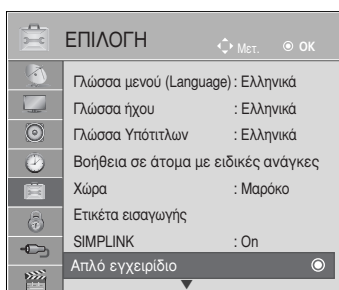 ΕΠΙΛΟΓΗ Μετ. OK
Γλώσσα μενού (Language) : Ελληνικά
Γλώσσα ήχου : Ελληνικά
Γλώσσα Υπότιτλων : Ελληνικά
Βοήθεια σε άτομα με ειδικές ανάγκες
Χώρα : Μαρόκο
Ετικέτα εισαγωγής
SIMPLINK : On
Απλό εγχειρίδιο